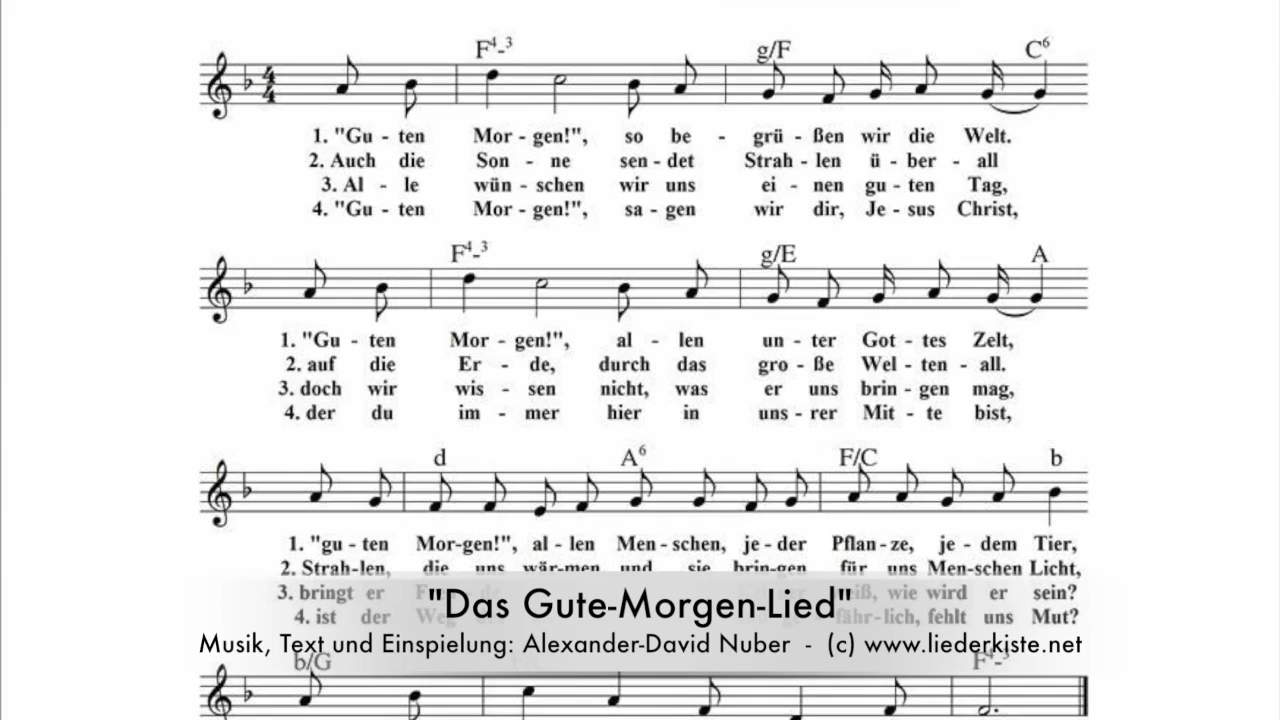 F4-3 g/F C6
1. "Gu - ten Mor - gen!", so be - grü - ßen wir die Welt.
2. Auch die Son - ne sen - det Strah - len ü - ber - all
3. Al - le wün - schen wir uns ei - nen gu - ten Tag,
4. "Gu - ten Mor - gen!", sa - gen wir dir, Je - sus Christ,
F4-3 g/E A
1. "Gu - ten Mor - gen!", al - len un - ter Got - tes Zelt,
2. auf die Er - de, durch das gro - ße Wel - ten - all.
3. doch wir wis - sen nicht, was er uns brin - gen mag,
4. der du im - mer hier in uns - rer Mit - te bist,
d A6 F/C b
1. "gu - ten Mor-gen!", al - len Men - schen, je - der Pflan - ze, je - dem Tier,
2. Strah-len, die uns wär-men und sie brin-gen für uns Men-schen Licht,
3. bringt er wie wird er sein?
4. ist der Weg fähr-lich, fehlt uns Mut?
"Das Gute-Morgen-Lied"
Musik, Text und Einspielung: Alexander-David Nuber - (c) www.liederkiste.net
b/G F4-3